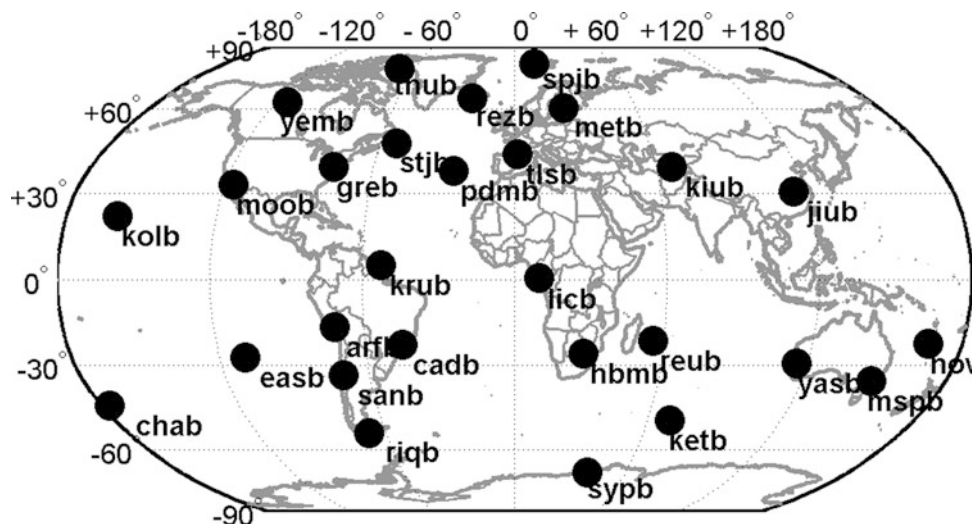 -180° -120° - 60° 0° + 60° +120° +180°
+90°
thub
spjb
yemb
rezb
metb
+60°
stjb
greb
pdmb
tlsb
kiub
+30°
moob
jiub
kolb
krub
licb
0°
arfb
cadb
reub
nov
easb
sanb
hbmb
yasb
mspb
-30°
chab
riqb
ketb
-60°
sypb
-90°